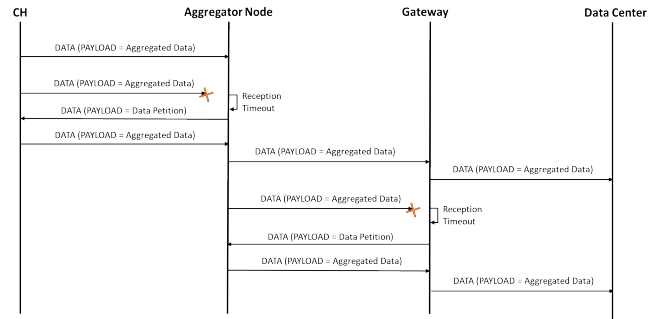 CH
Aggregator Node
Gateway
Data Center
DATA (PAYLOAD = Aggregated Data)
DATA (PAYLOAD = Aggregated Data)
Reception
Timeout
DATA (PAYLOAD = Data Petition)
DATA (PAYLOAD = Aggregated Data)
DATA (PAYLOAD = Aggregated Data)
DATA (PAYLOAD = Aggregated Data)
DATA (PAYLOAD = Aggregated Data)
Reception
Timeout
DATA (PAYLOAD = Data Petition)
DATA (PAYLOAD = Aggregated Data)
DATA (PAYLOAD = Aggregated Data)